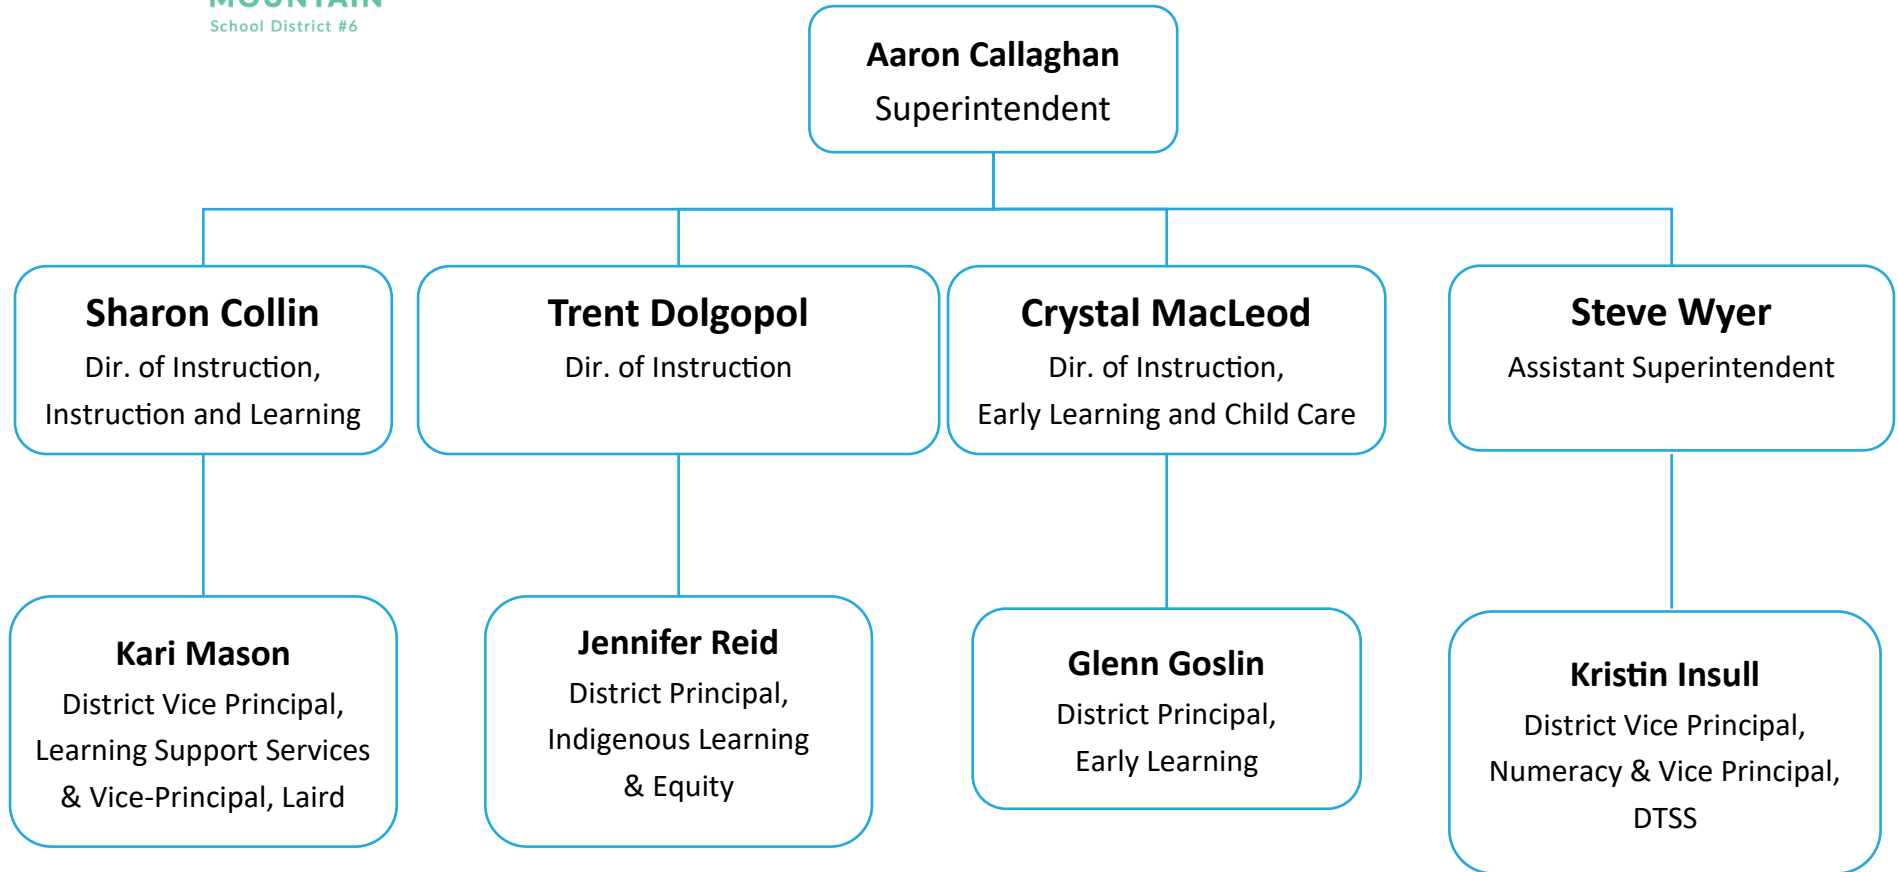 MOUNTAIN
School District #6
Aaron Callaghan
Superintendent
Sharon Collin
Dir. of Instruction,
Instruction and Learning
Trent Dolgopol
Dir. of Instruction
Crystal MacLeod
Dir. of Instruction,
Early Learning and Child Care
Steve Wyer
Assistant Superintendent
Kari Mason
District Vice Principal,
Learning Support Services
& Vice-Principal, Laird
Jennifer Reid
District Principal,
Indigenous Learning
& Equity
Glenn Goslin
District Principal,
Early Learning
Kristin Insull
District Vice Principal,
Numeracy & Vice Principal,
DTSS